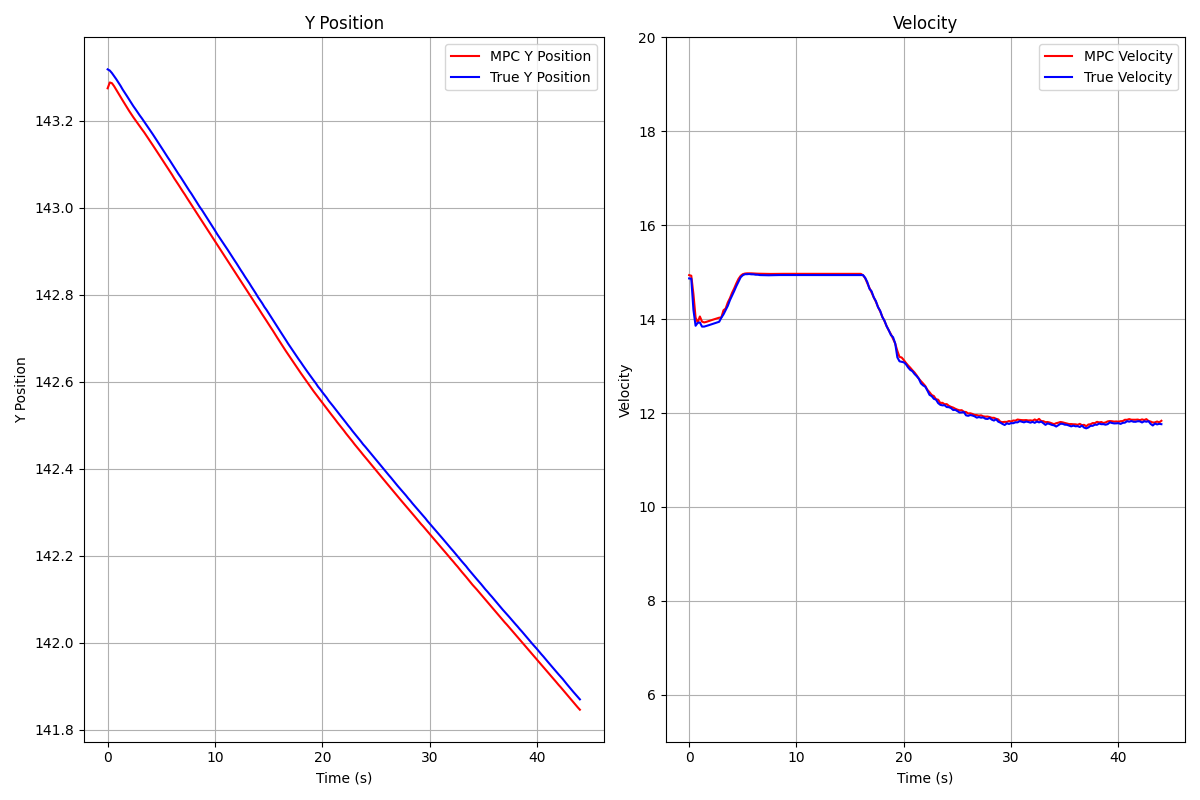 Y Position
MPC Y Position
True Y Position
143.2
143.0
142.8
142.6
142.4
142.2
142.0
141.8
Y Position
0
10
20
30
40
Time (s)
Velocity
MPC Velocity
True Velocity
20
18
16
14
12
10
8
6
Velocity
0
10
20
30
40
Time (s)